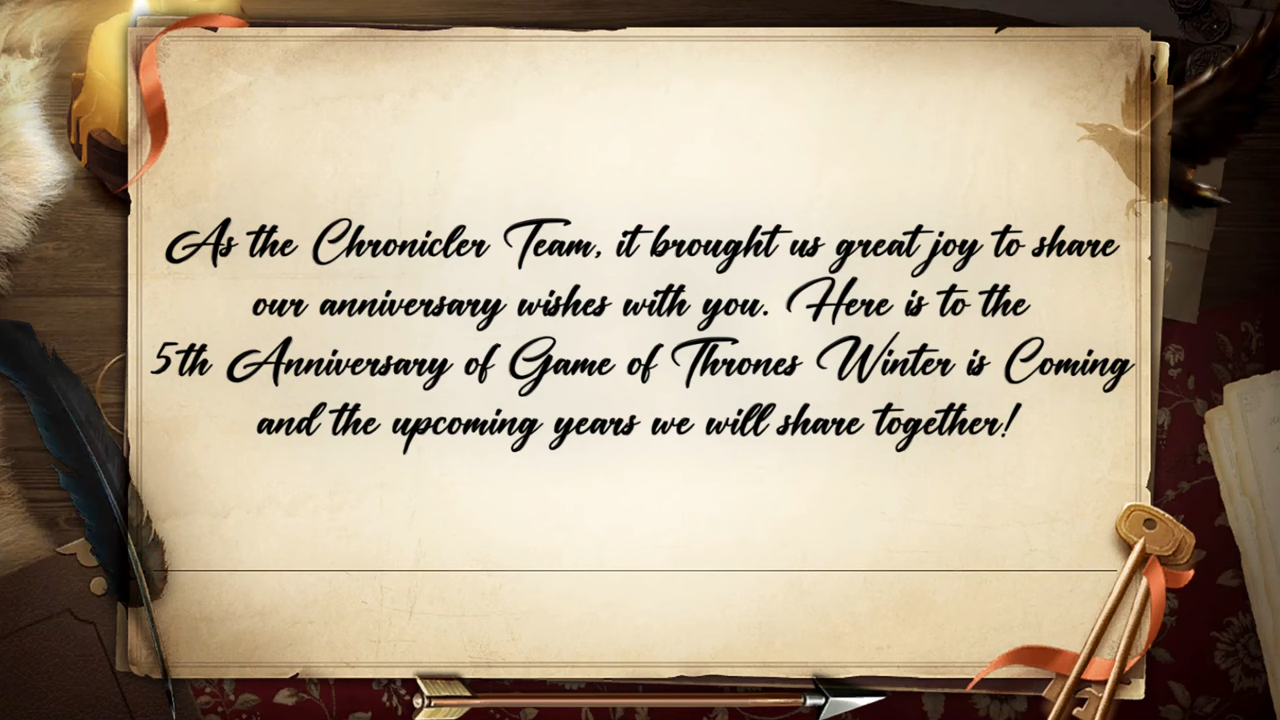 As the Chronicler Team, it brought us great joy to share
our anniversary wishes with you. Here is to the
5th Anniversary of Game of Thrones Winter is Coming
and the upcoming years we will share together!